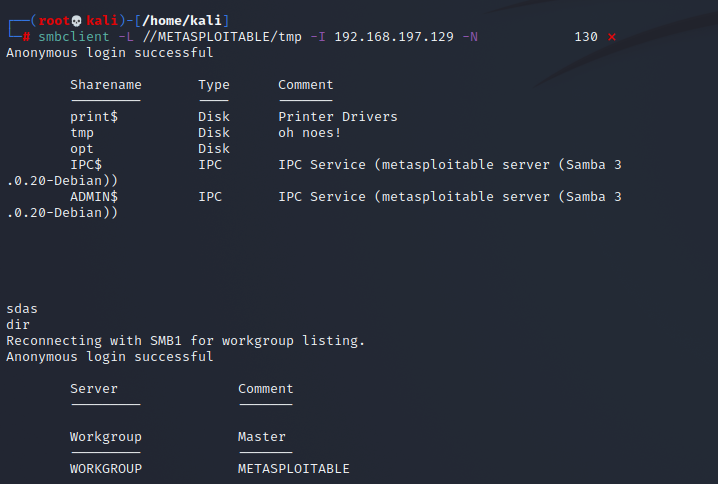 ┌──(root💀kali)-[/home/kali]
└─# smbclient -L //METASPLOITABLE/tmp -I 192.168.197.129 -N 130 ⨯
Anonymous login successful
Sharename Type Comment
--------- ---- -------
print$ Disk Printer Drivers
tmp Disk oh noes!
opt Disk
IPC$ IPC IPC Service (metasploitable server (Samba 3
.0.20-Debian))
ADMIN$ IPC IPC Service (metasploitable server (Samba 3
.0.20-Debian))
sdas
dir
Reconnecting with SMB1 for workgroup listing.
Anonymous login successful
Server Comment
--------- -------
Workgroup Master
--------- -------
WORKGROUP METASPLOITABLE